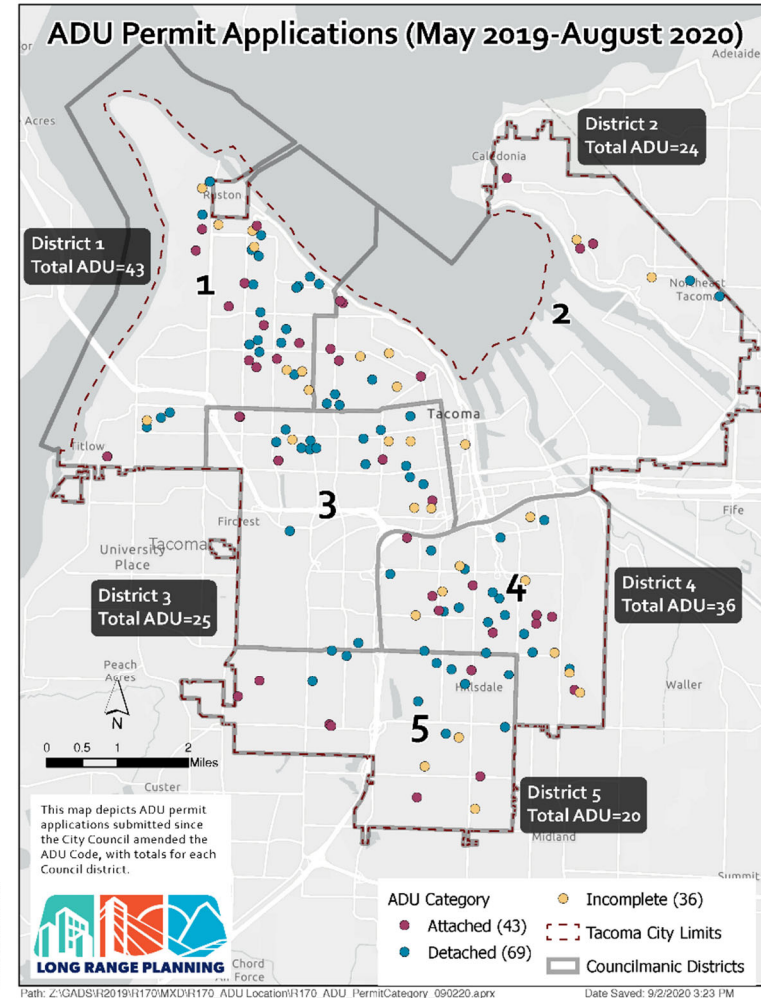 ADU Permit Applications (May 2019-August 2020)
or
Adelaide
Acres
District 2
Total ADU=24
Caledonia
Ruston
District 1
Total ADU=43
1
Northeast
Tacoma
2
Tacoma
Titlow
3
Fife
Fircrest
University
Place
Tacoma
4
District 4
Total ADU=36
District 3
Total ADU=25
Peach
Acres
Hillsdale
Waller
N
5
0 0.5 1 2
Miles
Custer
District 5
Total ADU=20
Midland
This map depicts ADU permit
applications submitted since
the City Council amended the
ADU Code, with totals for each
Council district.
Summit
ADU Category
Attached (43)
Detached (69)
Incomplete (36)
Tacoma City Limits
Councilmanic Districts
LONG RANGE PLANNING
Chord
Air Force
Path: Z:\GADS\R2019\R170\MXD\R170_ADU Location\R170_ADU_PermitCategory_090220.aprx
Date Saved: 9/2/2020 3:23 PM